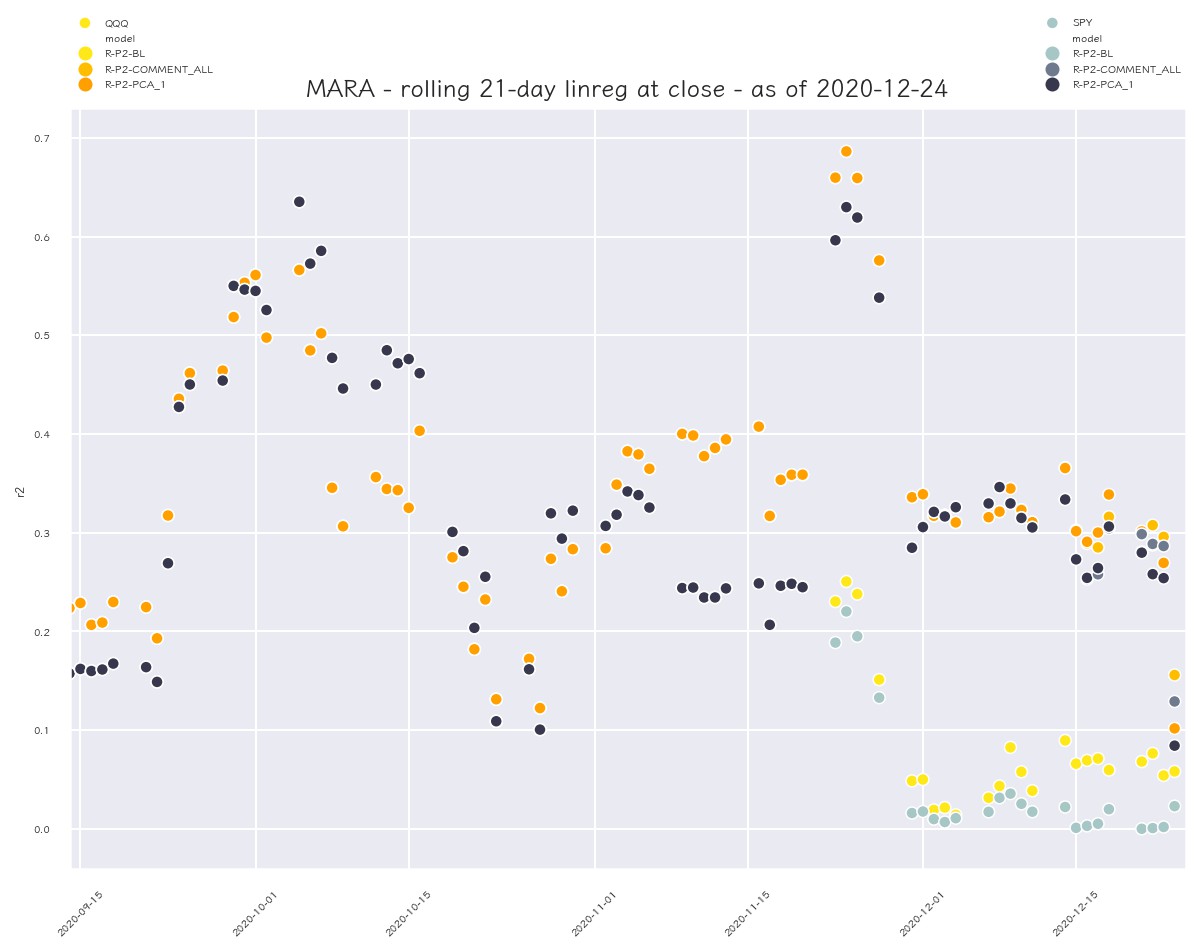 QQQ
model
R-P2-BL
R-P2-COMMENT_ALL
R-P2-PCA_1
SPY
model
R-P2-BL
R-P2-COMMENT_ALL
R-P2-PCA_1
MARA - rolling 21-day linreg at close - as of 2020-12-24
r2
0.7
0.6
0.5
0.4
0.3
0.2
0.1
0.0
2020-09-15
2020-10-01
2020-10-15
2020-11-01
2020-11-15
2020-12-01
2020-12-15